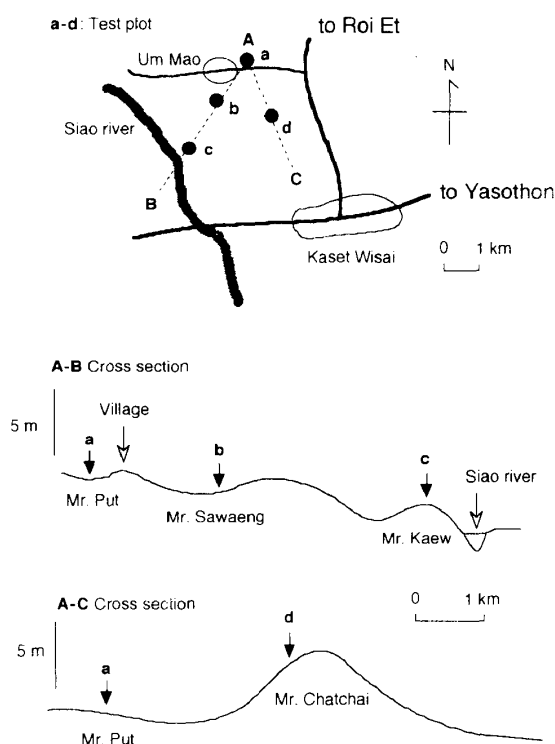 a-d: Test plot
to Roi Et
A
a
Um Mao
N
b
d
Siao river
c
C
B
to Yasothon
0 1 km
Kaset Wisai
A-B Cross section
Village
5 m
a
b
c
Siao river
Mr. Put
Mr. Sawaeng
Mr. Kaew
A-C Cross section
0 1 km
d
5 m
a
Mr. Chatchai
Mr. Put